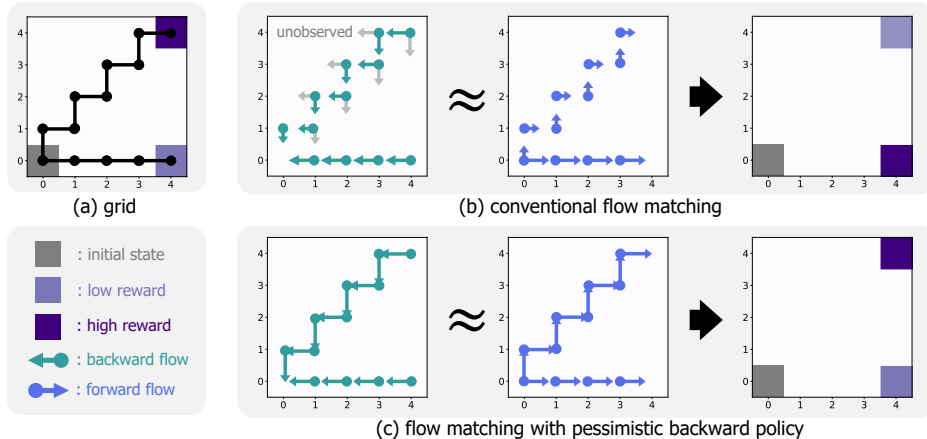 4
3
2
1
0
0 1 2 3 4
(a) grid
unobserved
4
3
2
1
0
0 1 2 3 4
≈
4
3
2
1
0
0 1 2 3 4
4
3
2
1
0
0 1 2 3 4
(b) conventional flow matching
: initial state
: low reward
: high reward
: backward flow
: forward flow
4
3
2
1
0
0 1 2 3 4
≈
4
3
2
1
0
0 1 2 3 4
4
3
2
1
0
0 1 2 3 4
(c) flow matching with pessimistic backward policy